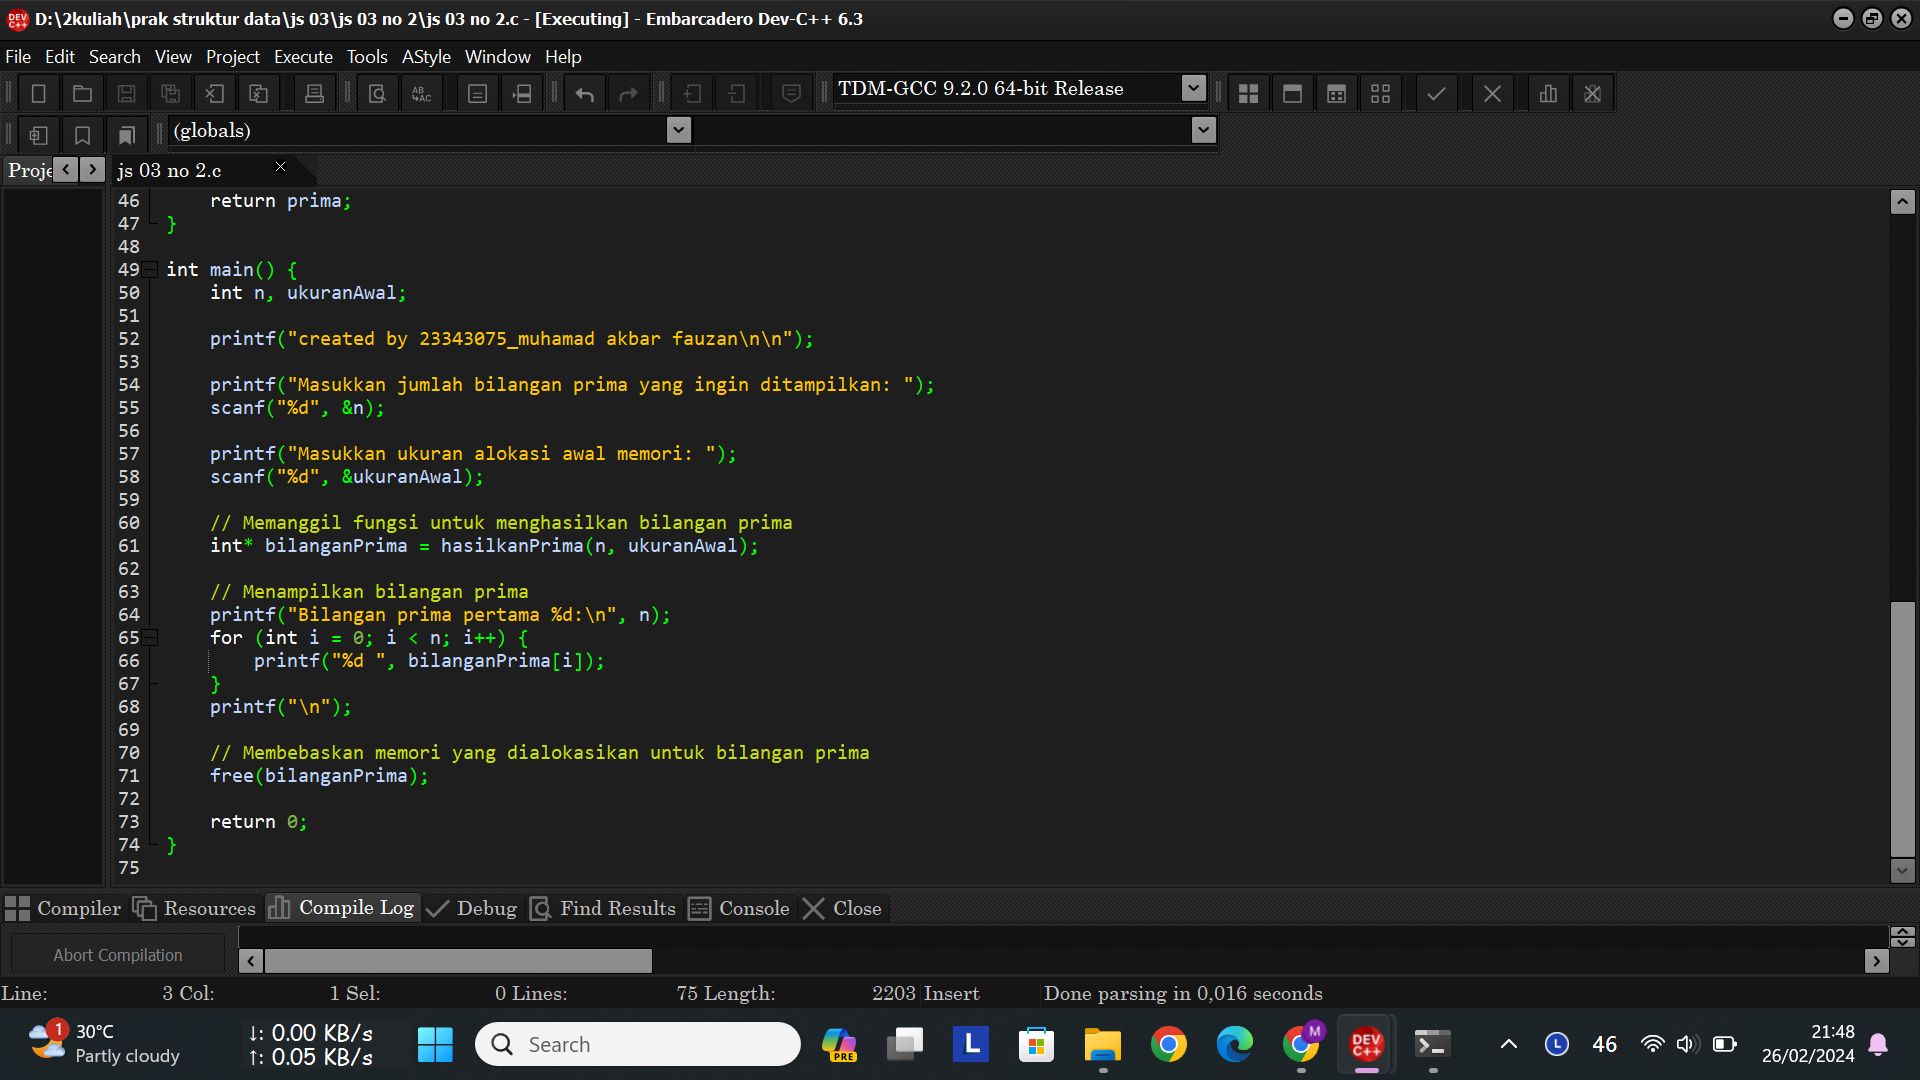 D:\2kuliah\prak struktur data\js 03\js 03 no 2\js 03 no 2.c - [Executing] - Embarcadero Dev-C++ 6.3
File Edit Search View Project Execute Tools AStyle Window Help
TDM-GCC 9.2.0 64-bit Release
(globals)
Proje js 03 no 2.c
46 return prima;
47 }
48
49 int main() {
50 int n, ukuranAwal;
51
52 printf("created by 23343075_muhamad akbar fauzan\n\n");
53
54 printf("Masukkan jumlah bilangan prima yang ingin ditampilkan: ");
55 scanf("%d", &n);
56
57 printf("Masukkan ukuran alokasi awal memori: ");
58 scanf("%d", &ukuranAwal);
59
60 // Memanggil fungsi untuk menghasilkan bilangan prima
61 int* bilanganPrima = hasilkanPrima(n, ukuranAwal);
62
63 // Menampilkan bilangan prima
64 printf("Bilangan prima pertama %d:\n", n);
65 for (int i = 0; i < n; i++) {
66 printf("%d ", bilanganPrima[i]);
67 }
68 printf("\n");
69
70 // Membebaskan memori yang dialokasikan untuk bilangan prima
71 free(bilanganPrima);
72
73 return 0;
74 }
75
Compiler Resources Compile Log Debug Find Results Console Close
Abort Compilation
Line: 3 Col: 1 Sel: 0 Lines: 75 Length: 2203 Insert Done parsing in 0,016 seconds
1 30°C
Partly cloudy
↓: 0.00 KB/s
↑: 0.05 KB/s
Search
PRE
L
M
DEV
C++
L
46
21:48
26/02/2024